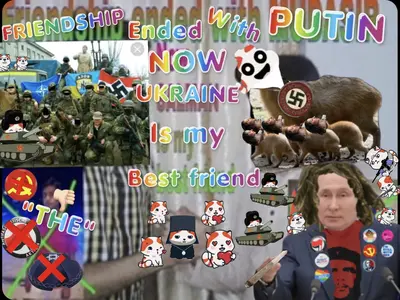 FRIENDSHIP Ended With PUTIN
NOW
UKRAINE
Is my
Best friend
"THE"